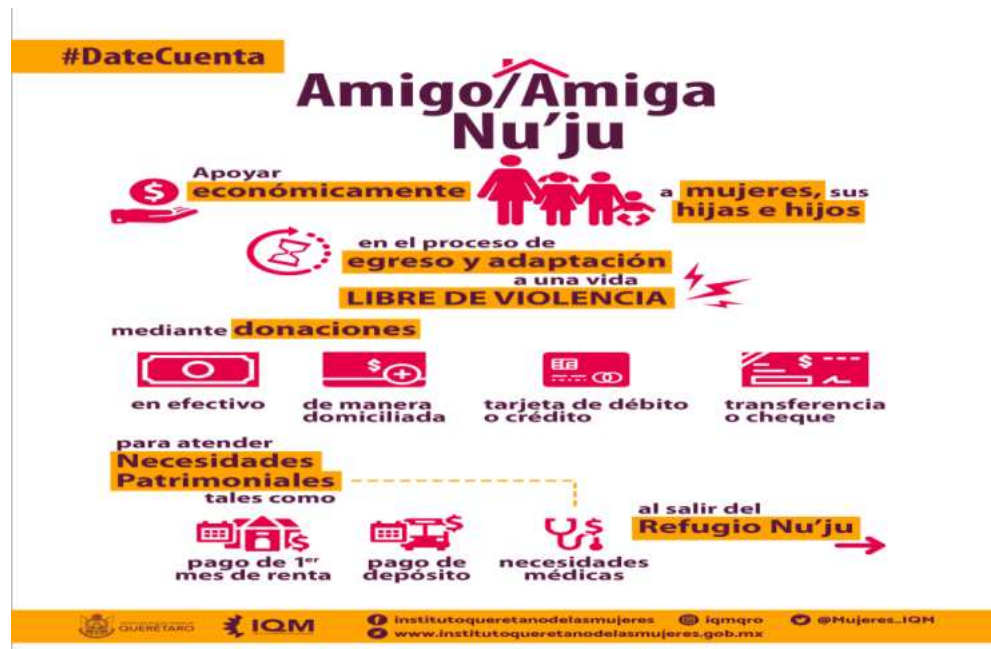 #DateCuenta
Amigo/Amiga
Nu'ju
Apoyar
económicamente
a mujeres, sus
hijas e hijos
en el proceso de
egreso y adaptación
a una vida
LIBRE DE VIOLENCIA
mediante donaciones
en efectivo
de manera
domiciliada
tarjeta de débito
o crédito
transferencia
o cheque
para atender
Necesidades
Patrimoniales
tales como
pago de 1er
mes de renta
pago de
depósito
necesidades
médicas
al salir del
Refugio Nu'ju
QUERÉTARO
IQM
institutoqueretanodelasmujeres
iqmqro
@Mujeres_IQM
www.institutoqueretanodelasmujeres.gob.mx